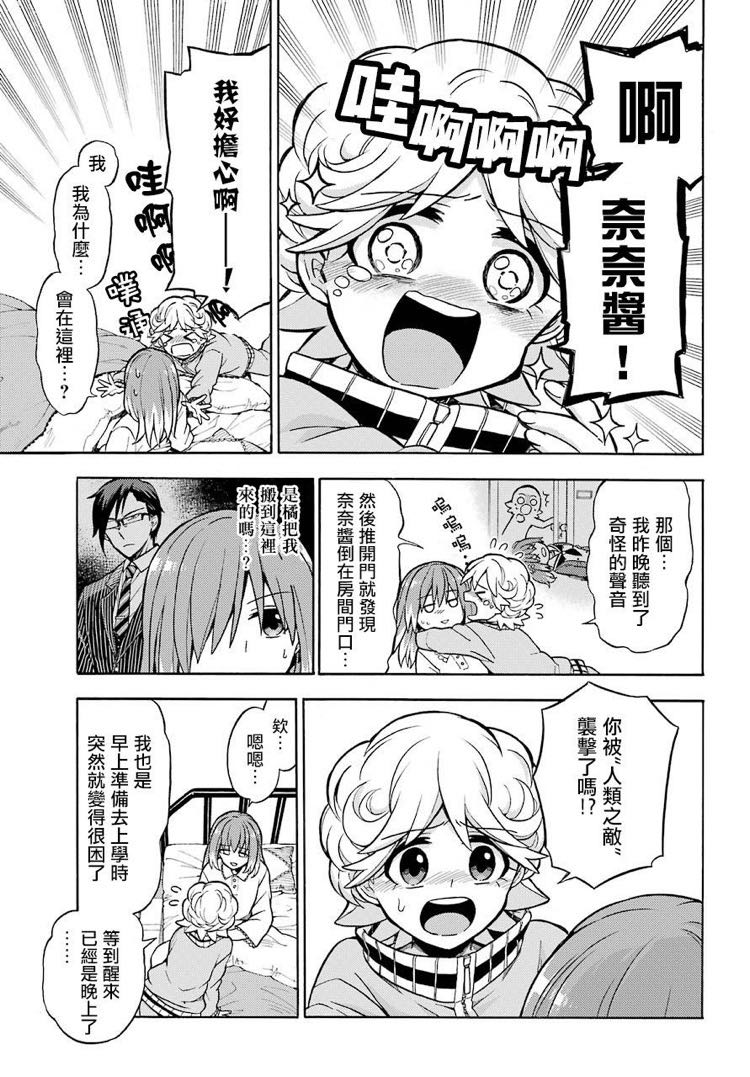 啊
奈奈醬！
哇啊啊啊
我好擔心啊——！
哇啊啊啊
噗
我
我為什麼…
會在這裡…？
那個…
我昨晚聽到了
奇怪的聲音
嗚
嗚
嗚
然後推開門就發現
奈奈醬倒在房間門口…
是橘把我
搬到這裡
來的嗎…？
你被〝人類之敵〞
襲擊了嗎!?
欸…
嗯嗯…
我也是
早上準備去上學時
突然就變得很困了
等到醒來
已經是晚上了
……